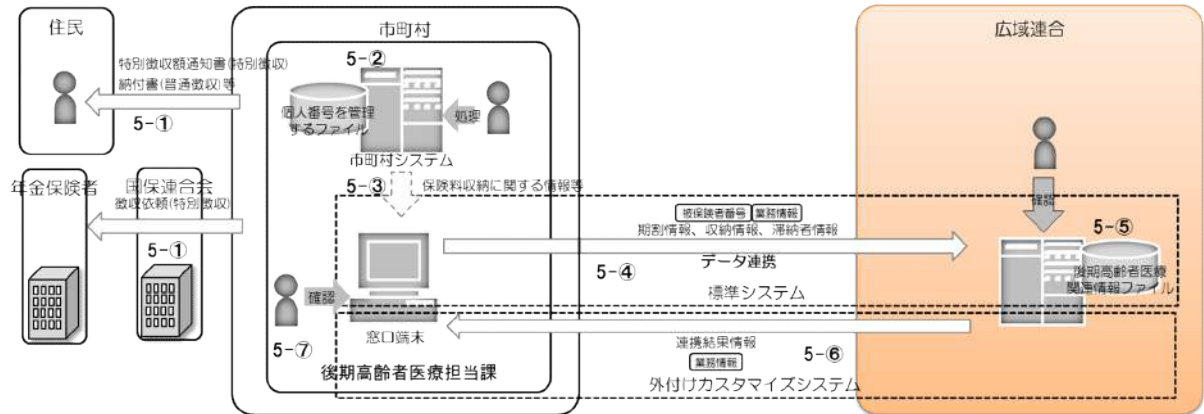 住民
特別徴収額通知書(特別徴収)
納付書(普通徴収)等
5-①
年金保険者
国保連合会
徴収依頼(特別徴収)
5-①
市町村
5-②
個人番号を管理
するファイル
処理
市町村システム
5-③
保険料収納に関する情報等
確認
窓口端末
5-⑦
後期高齢者医療担当課
被保険者番号 業務情報
期割情報、収納情報、滞納者情報
データ連携
5-④
標準システム
連携結果情報
5-⑥
業務情報
外付けカスタマイズシステム
広域連合
確認
5-⑤
後期高齢者医療
関連情報ファイル